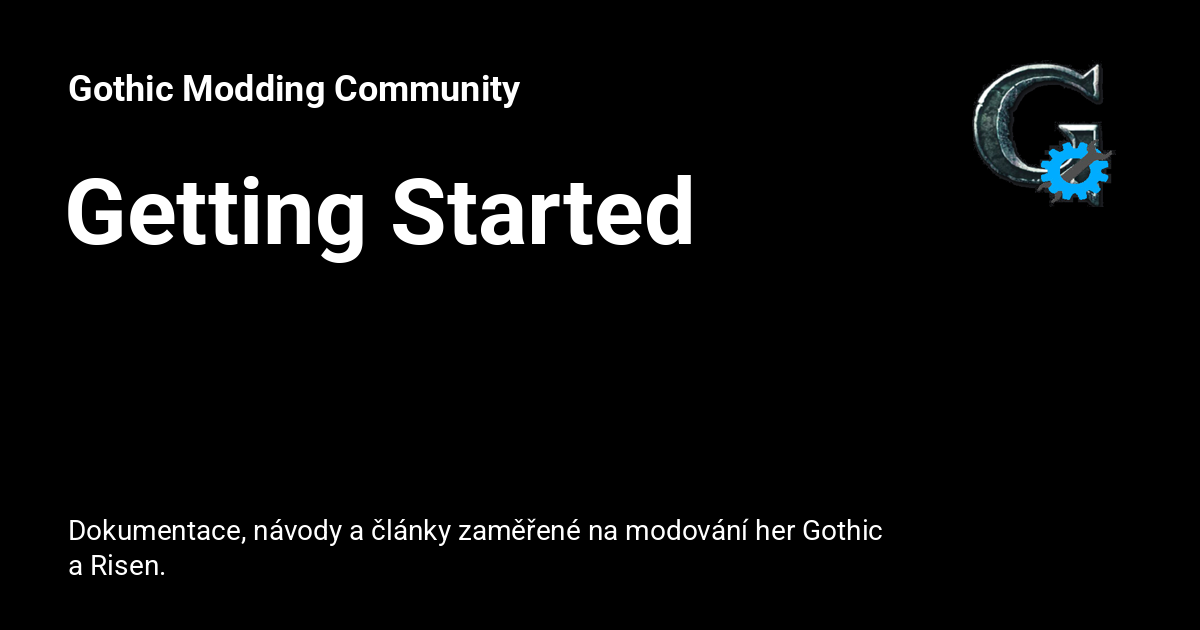 Gothic Modding Community
G
Getting Started
Dokumentace, návody a články zaměřené na modování her Gothic
a Risen.